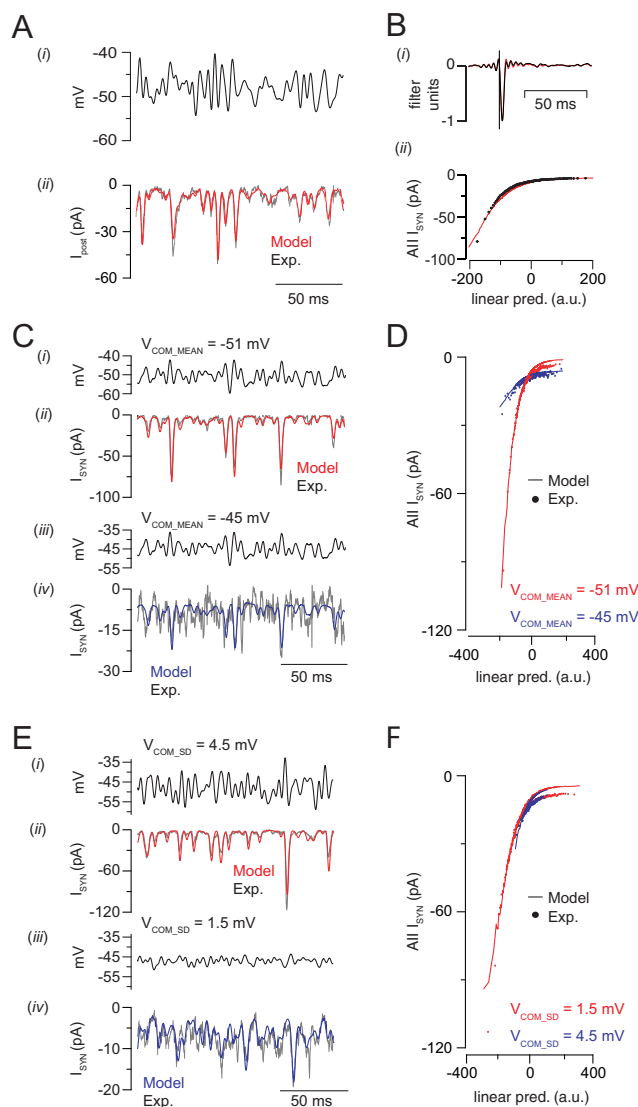 A
(i)
-40
-50
-60
mV
(ii)
0
-15
-30
-45
-60
I_post (pA)
Model
Exp.
50 ms
B
(i)
0
-1
filter
units
50 ms
(ii)
0
-25
-50
-75
-100
AII I_SYN
-200
0
200
linear pred. (a.u.)
C
V_COM_MEAN = -51 mV
(i)
-40
-50
-60
mV
(ii)
0
-50
-100
I_SYN (pA)
Model
Exp.
V_COM_MEAN = -45 mV
(iii)
-35
-45
-55
mV
(iv)
0
-15
-30
I_SYN (pA)
Model
Exp.
50 ms
D
0
-60
-120
AII I_SYN (pA)
Model
Exp.
V_COM_MEAN = -51 mV
V_COM_MEAN = -45 mV
-400
0
400
linear pred. (a.u.)
E
V_COM_SD = 4.5 mV
(i)
-35
-45
-55
mV
(ii)
0
-60
-120
I_SYN (pA)
Model
Exp.
V_COM_SD = 1.5 mV
(iii)
-35
-45
-55
mV
(iv)
0
-10
-20
I_SYN (pA)
Model
Exp.
50 ms
F
0
-60
-120
AII I_SYN (pA)
Model
Exp.
V_COM_SD = 1.5 mV
V_COM_SD = 4.5 mV
-400
0
400
linear pred. (a.u.)